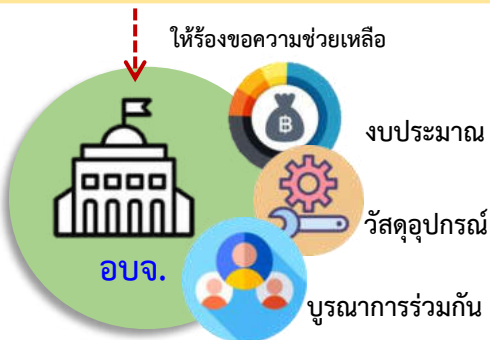 ให้ร้องขอความช่วยเหลือ
฿
งบประมาณ
วัสดุอุปกรณ์
อบจ.
บูรณาการร่วมกัน